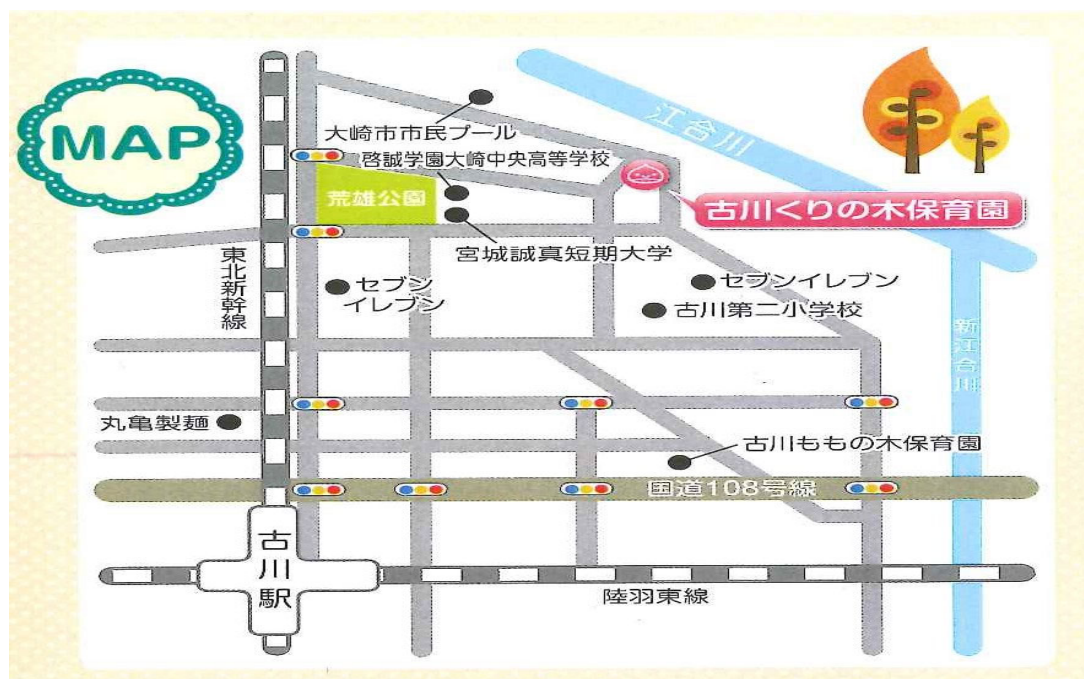 MAP
江合川
大崎市市民プール
啓誠学園大崎中央高等学校
荒雄公園
古川くりの木保育園
宮城誠真短期大学
東北新幹線
セブン
イレブン
セブンイレブン
古川第二小学校
新江合川
丸亀製麺
古川ももの木保育園
国道108号線
古川駅
陸羽東線